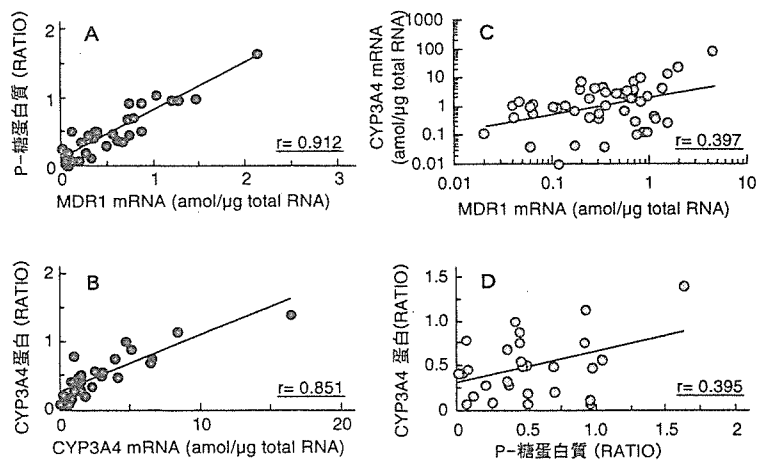 A
P-糖蛋白質 (RATIO)
2
1
0
0
1
2
3
r= 0.912
MDR1 mRNA (amol/μg total RNA)
C
CYP3A4 mRNA
(amol/μg total RNA)
1000
100
10
1
0.1
0.01
0.01
0.1
1
10
r= 0.397
MDR1 mRNA (amol/μg total RNA)
B
CYP3A4蛋白 (RATIO)
2
1
0
0
10
20
r= 0.851
CYP3A4 mRNA (amol/μg total RNA)
D
CYP3A4 蛋白(RATIO)
1.5
1.0
0.5
0
0
0.5
1.0
1.5
2
r= 0.395
P-糖蛋白質 (RATIO)